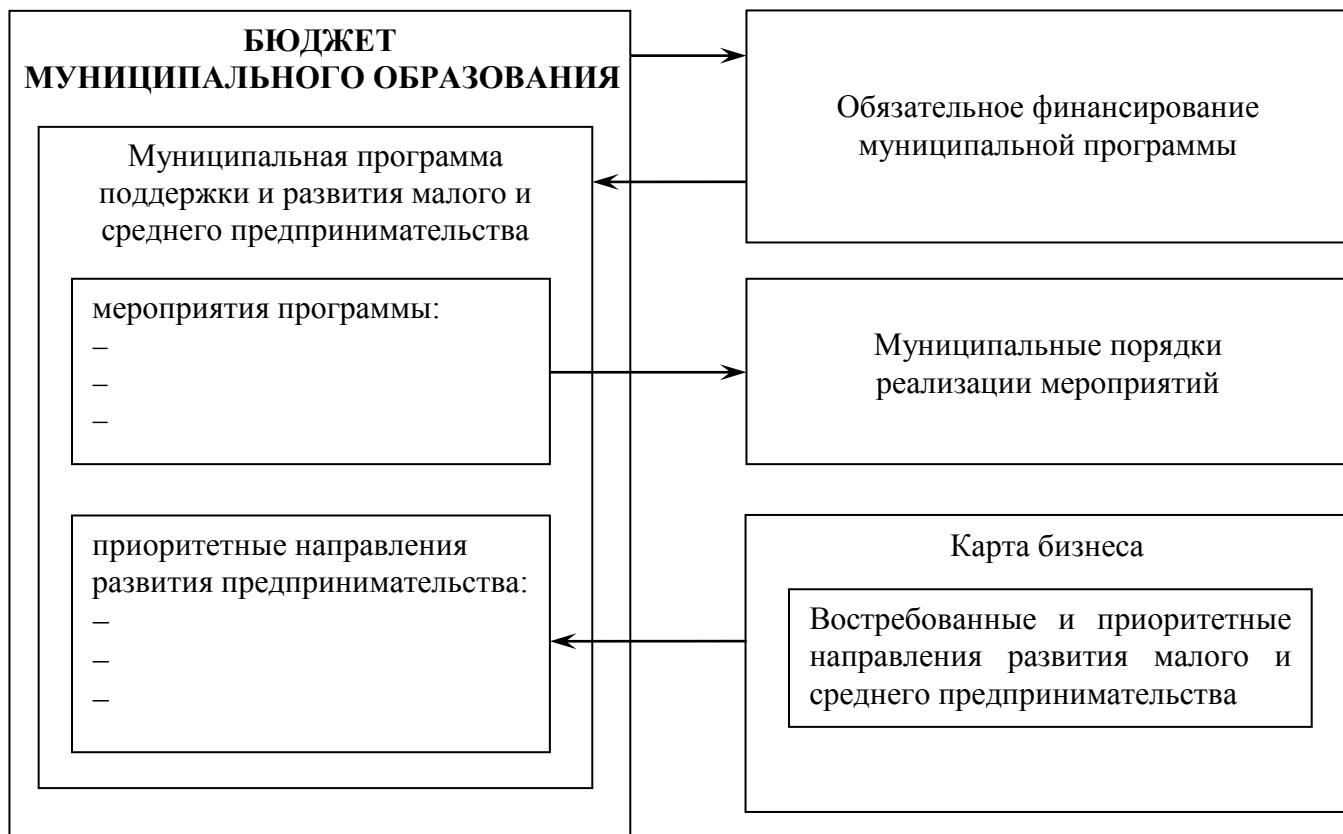 БЮДЖЕТ
МУНИЦИПАЛЬНОГО ОБРАЗОВАНИЯ
Муниципальная программа
поддержки и развития малого и
среднего предпринимательства
мероприятия программы:
–
–
–
приоритетные направления
развития предпринимательства:
–
–
–
Обязательное финансирование
муниципальной программы
Муниципальные порядки
реализации мероприятий
Карта бизнеса
Востребованные и приоритетные
направления развития малого и
среднего предпринимательства